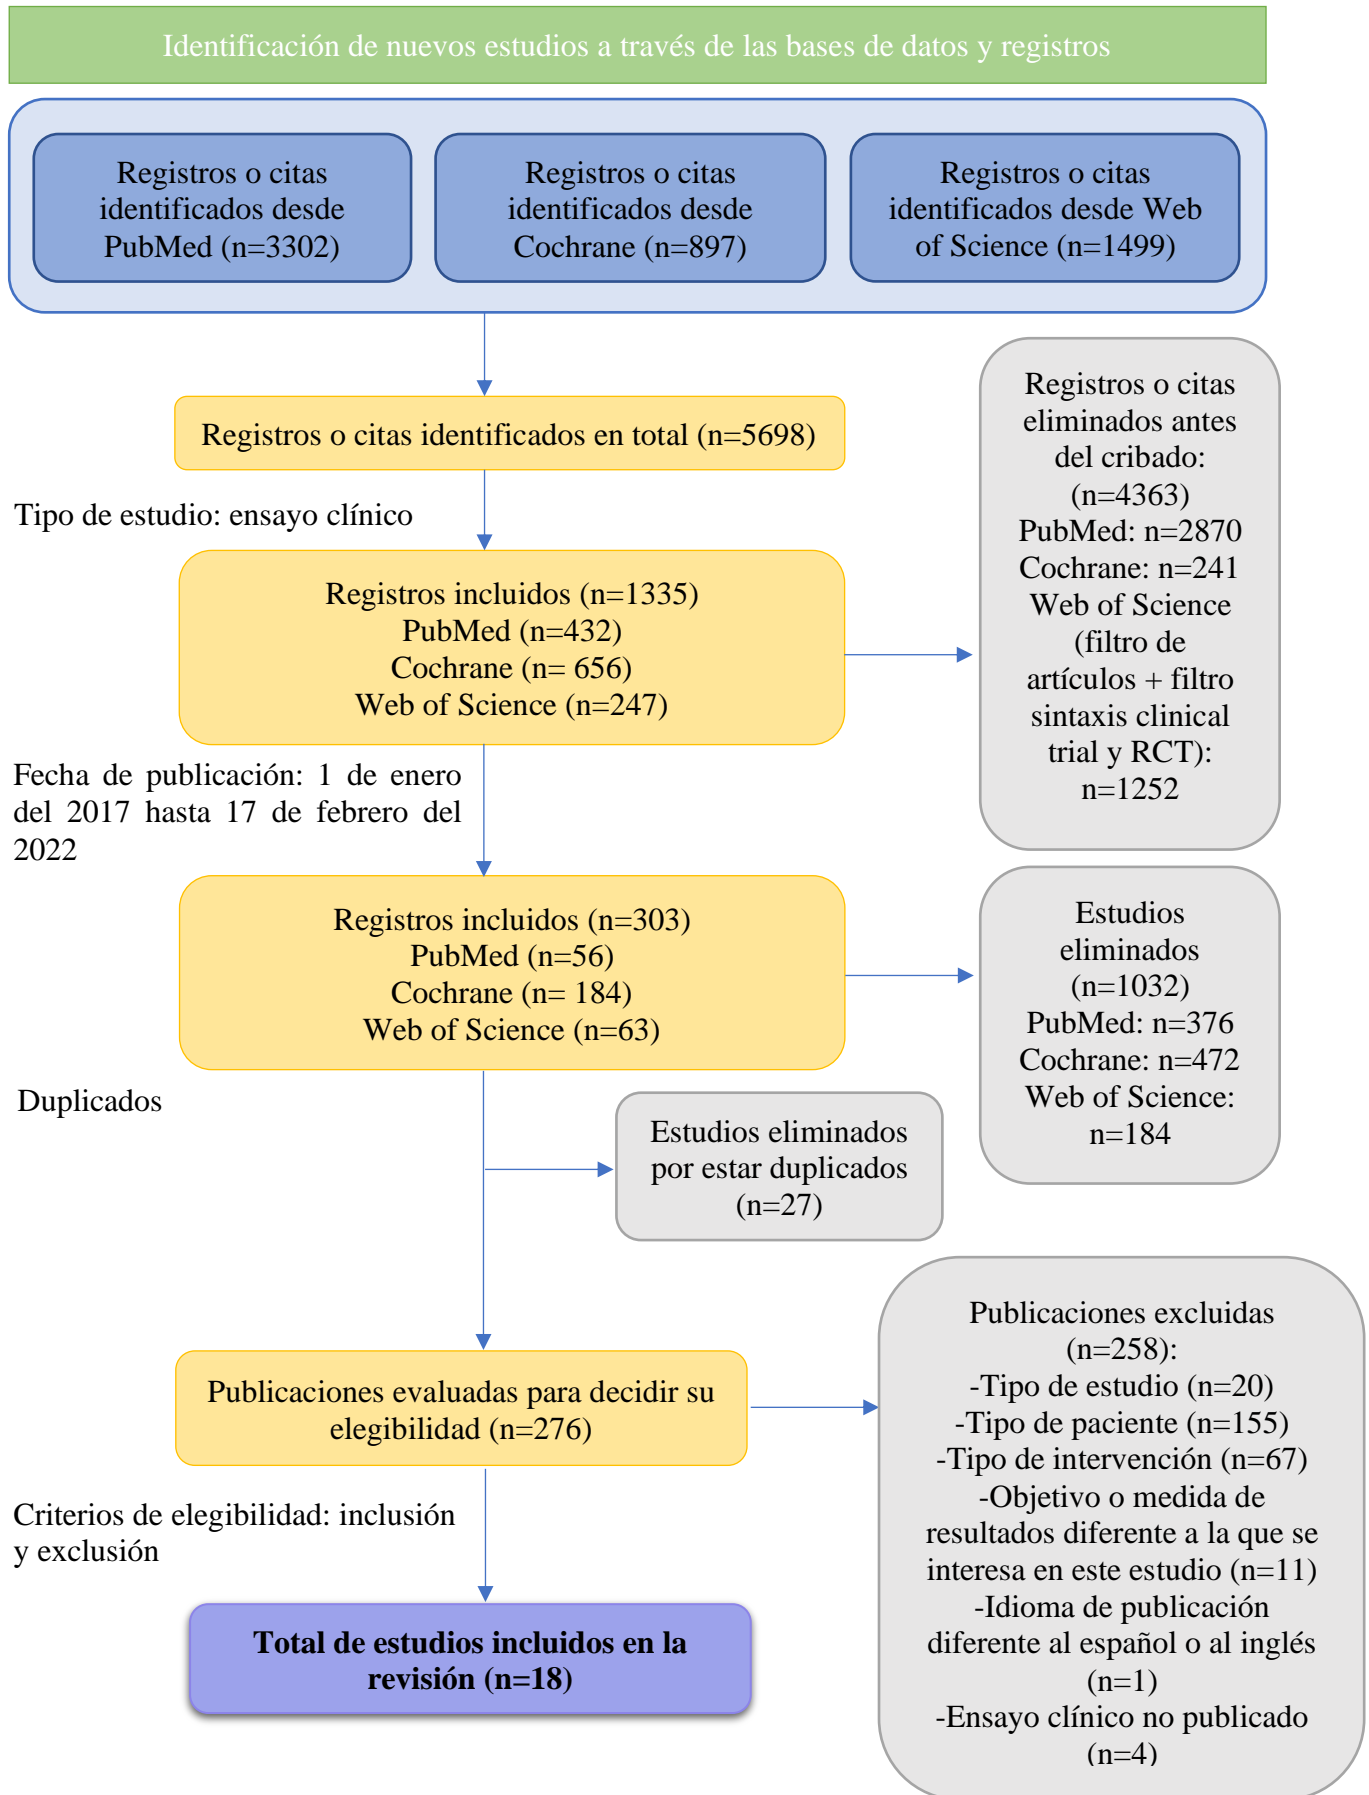 Identificación de nuevos estudios a través de las bases de datos y registros
Registros o citas
identificados desde
PubMed (n=3302)
Registros o citas
identificados desde
Cochrane (n=897)
Registros o citas
identificados desde Web
of Science (n=1499)
Registros o citas identificados en total (n=5698)
Registros o citas
eliminados antes
del cribado:
(n=4363)
PubMed: n=2870
Cochrane: n=241
Web of Science
(filtro de
artículos + filtro
sintaxis clinical
trial y RCT):
n=1252
Tipo de estudio: ensayo clínico
Registros incluidos (n=1335)
PubMed (n=432)
Cochrane (n= 656)
Web of Science (n=247)
Fecha de publicación: 1 de enero
del 2017 hasta 17 de febrero del
2022
Registros incluidos (n=303)
PubMed (n=56)
Cochrane (n= 184)
Web of Science (n=63)
Estudios
eliminados
(n=1032)
PubMed: n=376
Cochrane: n=472
Web of Science:
n=184
Duplicados
Estudios eliminados
por estar duplicados
(n=27)
Publicaciones evaluadas para decidir su
elegibilidad (n=276)
Publicaciones excluidas
(n=258):
-Tipo de estudio (n=20)
-Tipo de paciente (n=155)
-Tipo de intervención (n=67)
-Objetivo o medida de
resultados diferente a la que se
interesa en este estudio (n=11)
-Idioma de publicación
diferente al español o al inglés
(n=1)
-Ensayo clínico no publicado
(n=4)
Criterios de elegibilidad: inclusión
y exclusión
Total de estudios incluidos en la
revisión (n=18)